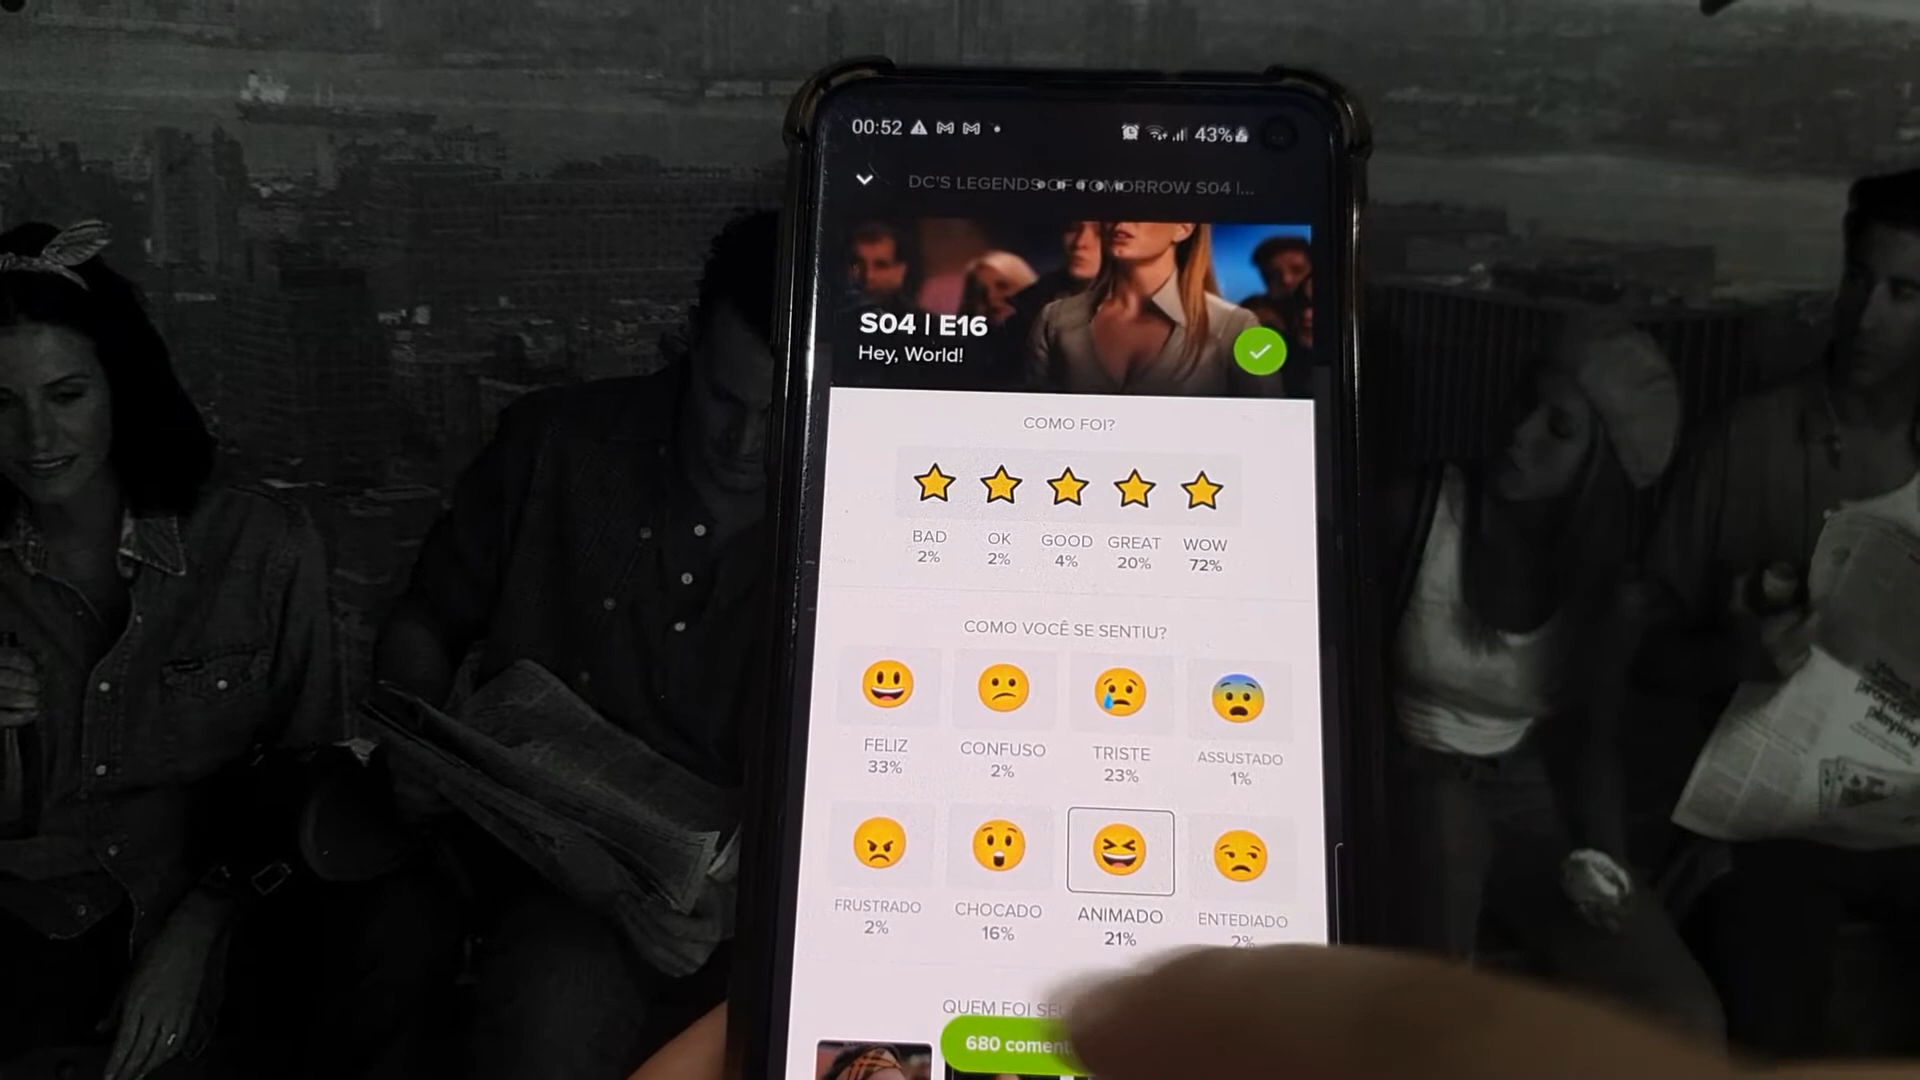 00:52
43%
DC'S LEGENDS OF TOMORROW S04 |...
S04 | E16
Hey, World!
COMO FOI?
BAD OK GOOD GREAT WOW
2% 2% 4% 20% 72%
COMO VOCÊ SE SENTIU?
FELIZ CONFUSO TRISTE ASSUSTADO
33% 2% 23% 1%
FRUSTRADO CHOCADO ANIMADO ENTEDIADO
2% 16% 21% 2%
QUEM FOI
680
playing